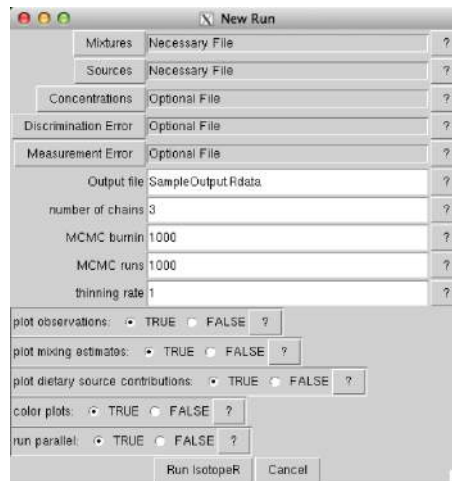 New Run
Mixtures Necessary File ?
Sources Necessary File ?
Concentrations Optional File ?
Discrimination Error Optional File ?
Measurement Error Optional File ?
Output file SampleOutput.Rdata ?
number of chains 3 ?
MCMC burnin 1000 ?
MCMC runs 1000 ?
thinning rate 1 ?
plot observations: TRUE FALSE ?
plot mixing estimates: TRUE FALSE ?
plot dietary source contributions: TRUE FALSE ?
color plots: TRUE FALSE ?
run parallel: TRUE FALSE ?
Run IsotopeR Cancel